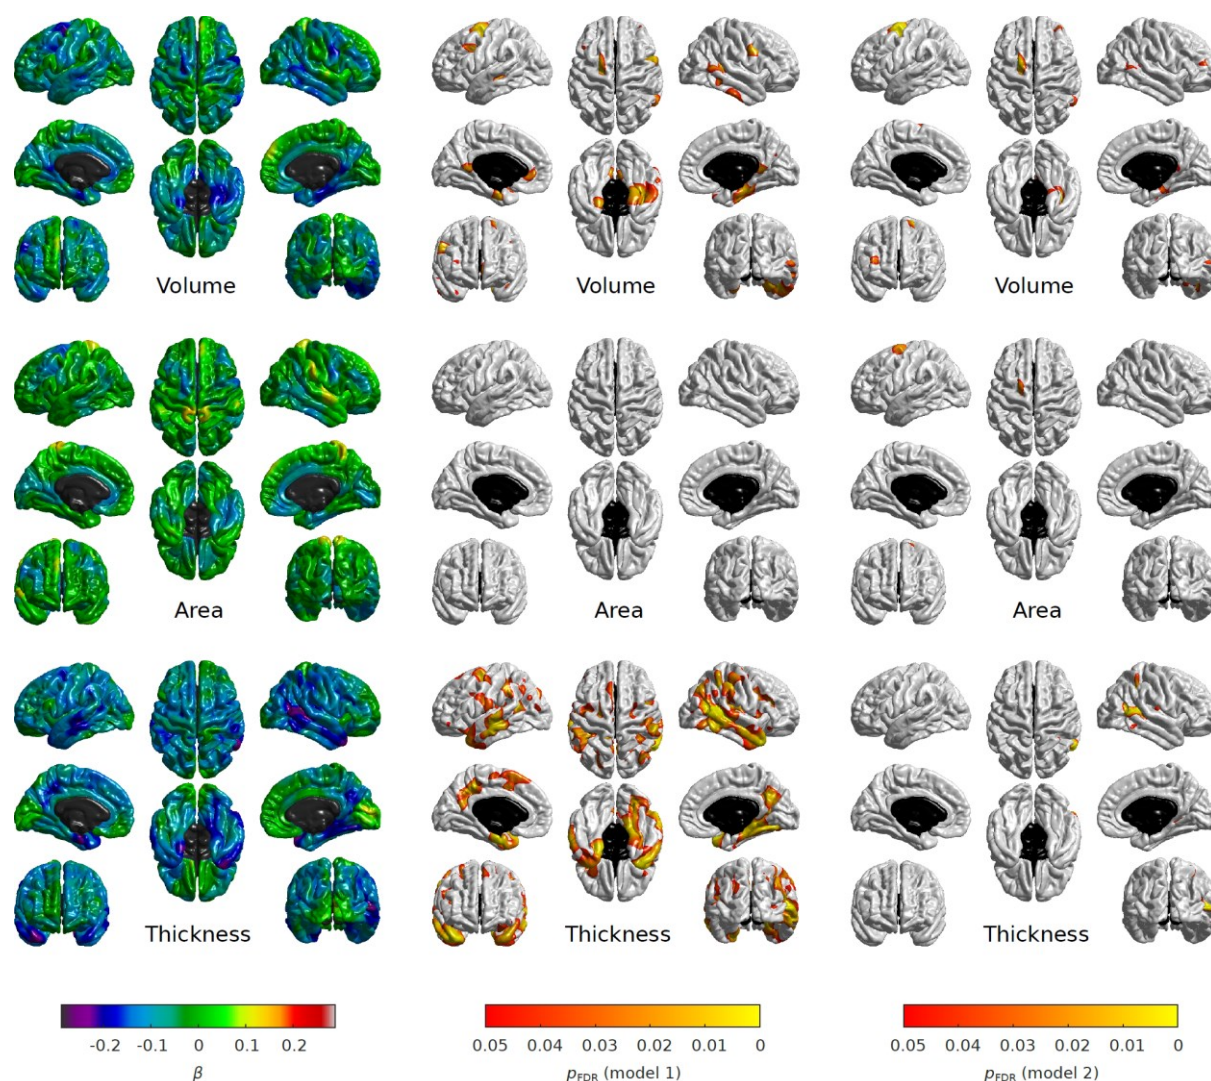 Volume Volume Volume
Area Area Area
Thickness Thickness Thickness
-0.2 -0.1 0 0.1 0.2 0.05 0.04 0.03 0.02 0.01 0 0.05 0.04 0.03 0.02 0.01 0
β pFDR (model 1) pFDR (model 2)